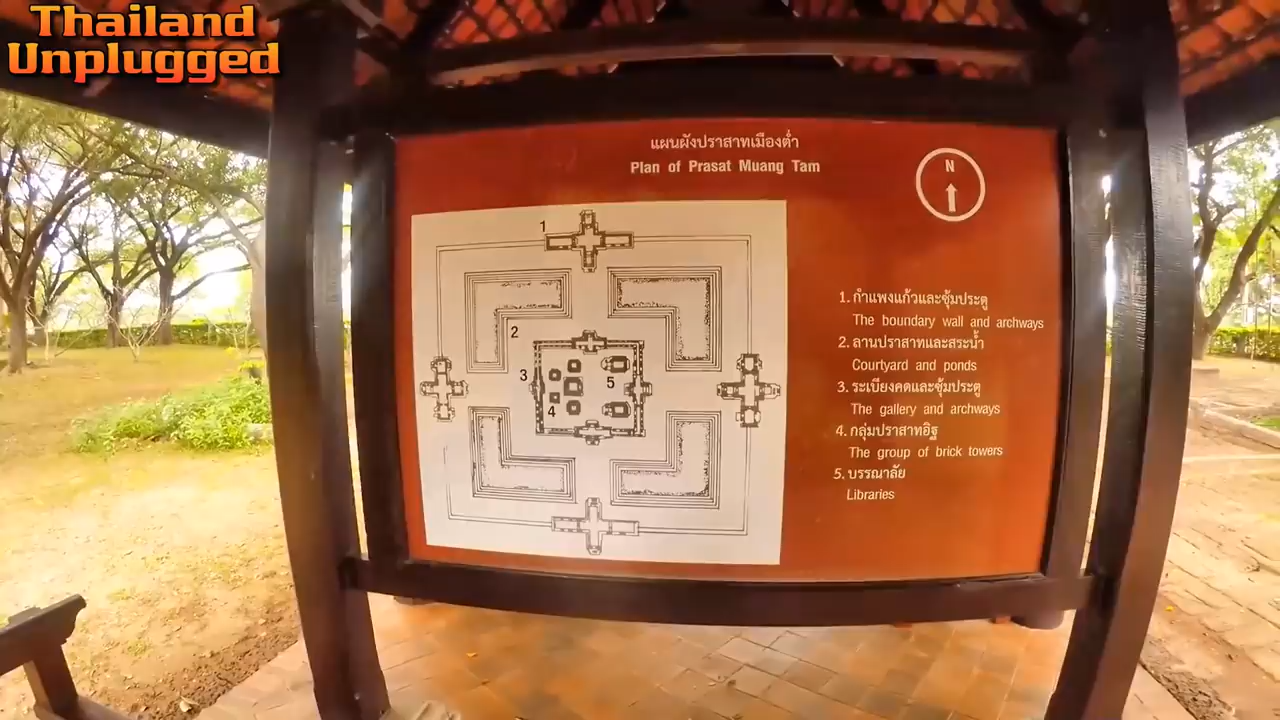 Thailand
Unplugged
แผนผังปราสาทเมืองต่ำ
Plan of Prasat Muang Tam
N
1
2
3
4
5
1. กำแพงแก้วและซุ้มประตู
The boundary wall and archways
2. ลานปราสาทและสระน้ำ
Courtyard and ponds
3. ระเบียงคดและซุ้มประตู
The gallery and archways
4. กลุ่มปราสาทอิฐ
The group of brick towers
5. บรรณาลัย
Libraries